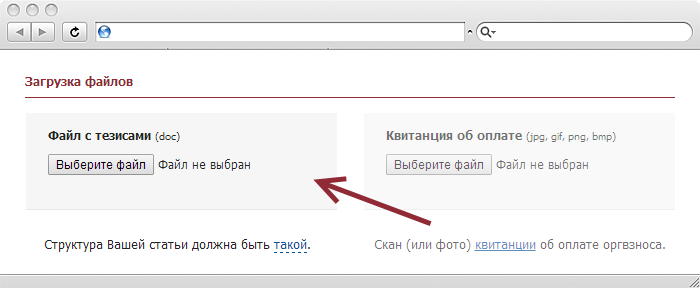 Загрузка файлов
Файл с тезисами (doc)
Выберите файл Файл не выбран
Структура Вашей статьи должна быть такой.
Квитанция об оплате (jpg, gif, png, bmp)
Выберите файл Файл не выбран
Скан (или фото) квитанции об оплате оргвзноса.